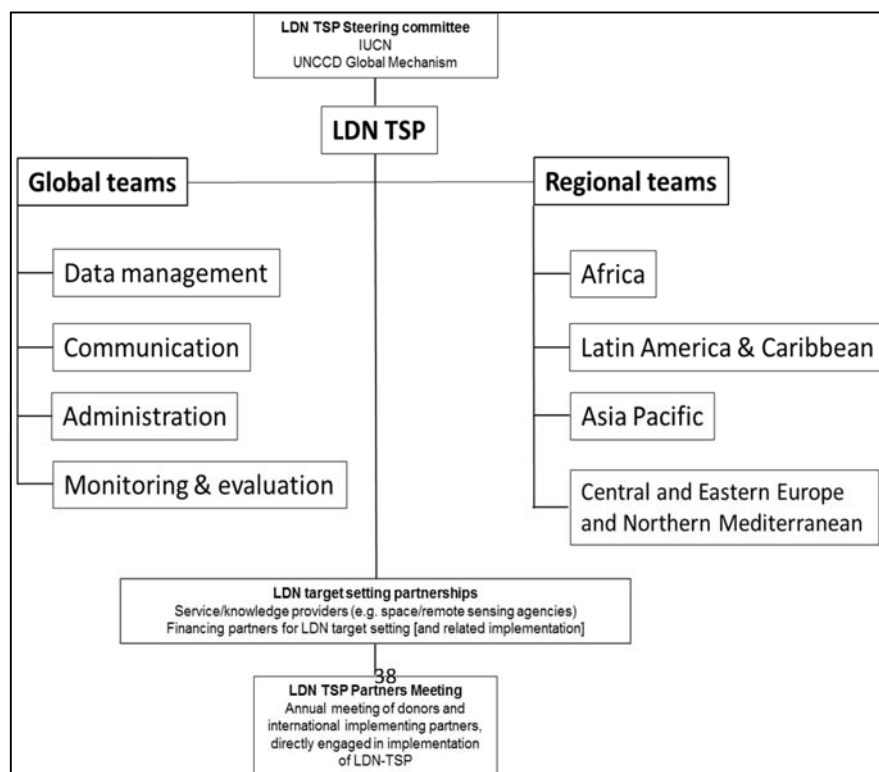 LDN TSP Steering committee
IUCN
UNCCD Global Mechanism
LDN TSP
Global teams
Data management
Communication
Administration
Monitoring & evaluation
Regional teams
Africa
Latin America & Caribbean
Asia Pacific
Central and Eastern Europe
and Northern Mediterranean
LDN target setting partnerships
Service/knowledge providers (e.g. space/remote sensing agencies)
Financing partners for LDN target setting [and related implementation]
38
LDN TSP Partners Meeting
Annual meeting of donors and
international implementing partners,
directly engaged in implementation
of LDN-TSP